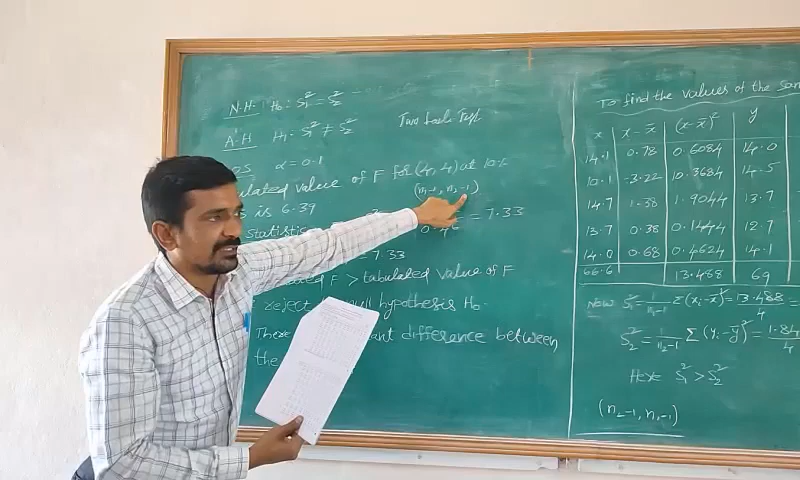 N.H: H₀: S₁² = S₂²
A.H H₁: S₁² ≠ S₂² Two
α = 0.1
value of F for (4, 4) at 10%
(n₁-1, n₂-1)
is 6.39
= 7.33
= 7.33
F > tabulated value of F
reject null hypothesis H₀.
There difference between
the
To find the values of the
x | x - x̄ | (x - x̄)² | y
14.1 | 0.78 | 0.6084 | 14.0
10.1 | -3.22 | 10.3684 | 14.5
14.7 | 1.38 | 1.9044 | 13.7
13.7 | 0.38 | 0.1444 | 12.7
14.0 | 0.68 | 0.4624 | 14.1
66.6 | | 13.488 | 69
Now S₁² = 1/(n₁-1) Σ(xᵢ-x̄)² = 13.488/4 =
S₂² = 1/(n₂-1) Σ(yᵢ-ȳ)² = 1.84/4
Here S₁² > S₂²
(n₂-1, n₁-1)